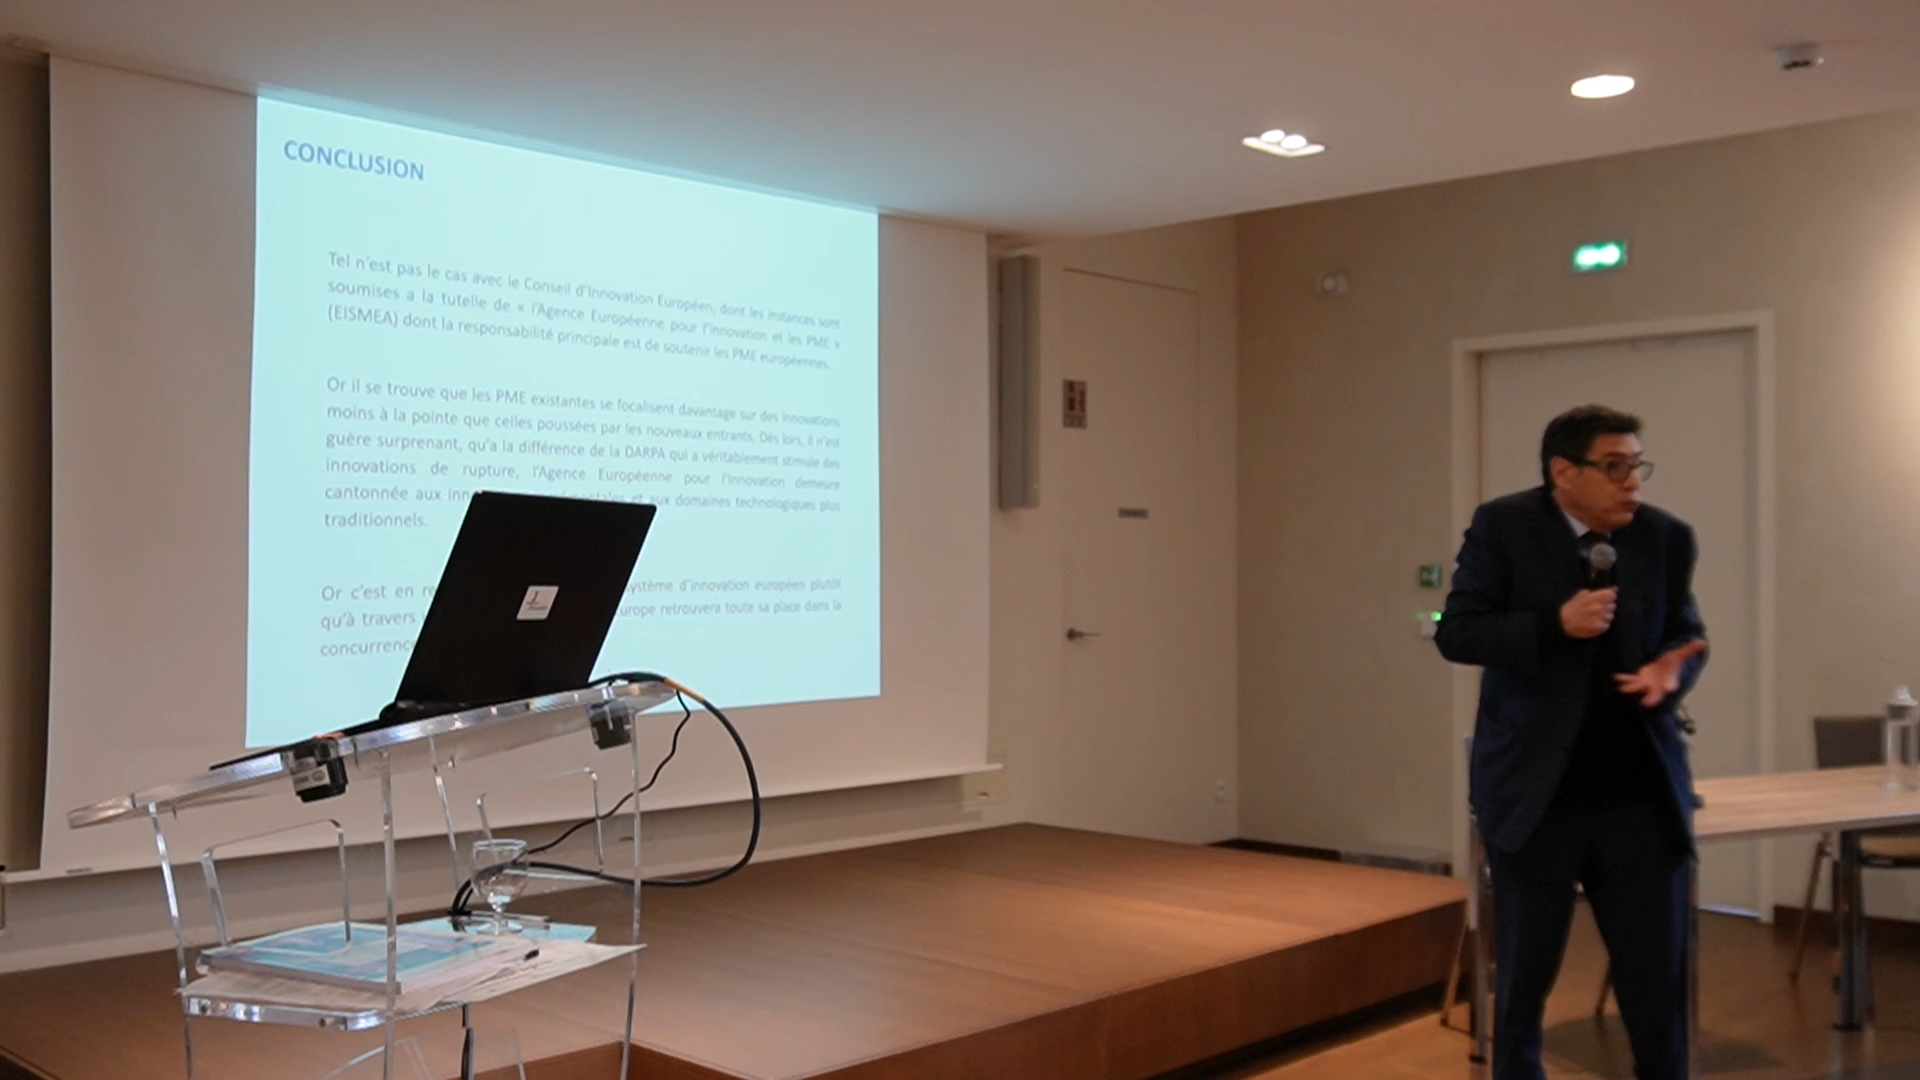 CONCLUSION
Tel n'est pas le cas avec le Conseil d'Innovation Européen, dont les instances sont
soumises a la tutelle de « l'Agence Européenne pour l'Innovation et les PME »
(EISMEA) dont la responsabilité principale est de soutenir les PME européennes.
Or il se trouve que les PME existantes se focalisent davantage sur des innovations
moins à la pointe que celles poussées par les nouveaux entrants. Dès lors, il n'est
guère surprenant, qu'a la différence de la DARPA qui a véritablement stimule des
innovations de rupture, l'Agence Européenne pour l'Innovation demeure
cantonnée aux et aux domaines technologiques plus
traditionnels.
Or c'est en d'innovation européen plutôt
qu'à travers retrouvera toute sa place dans la